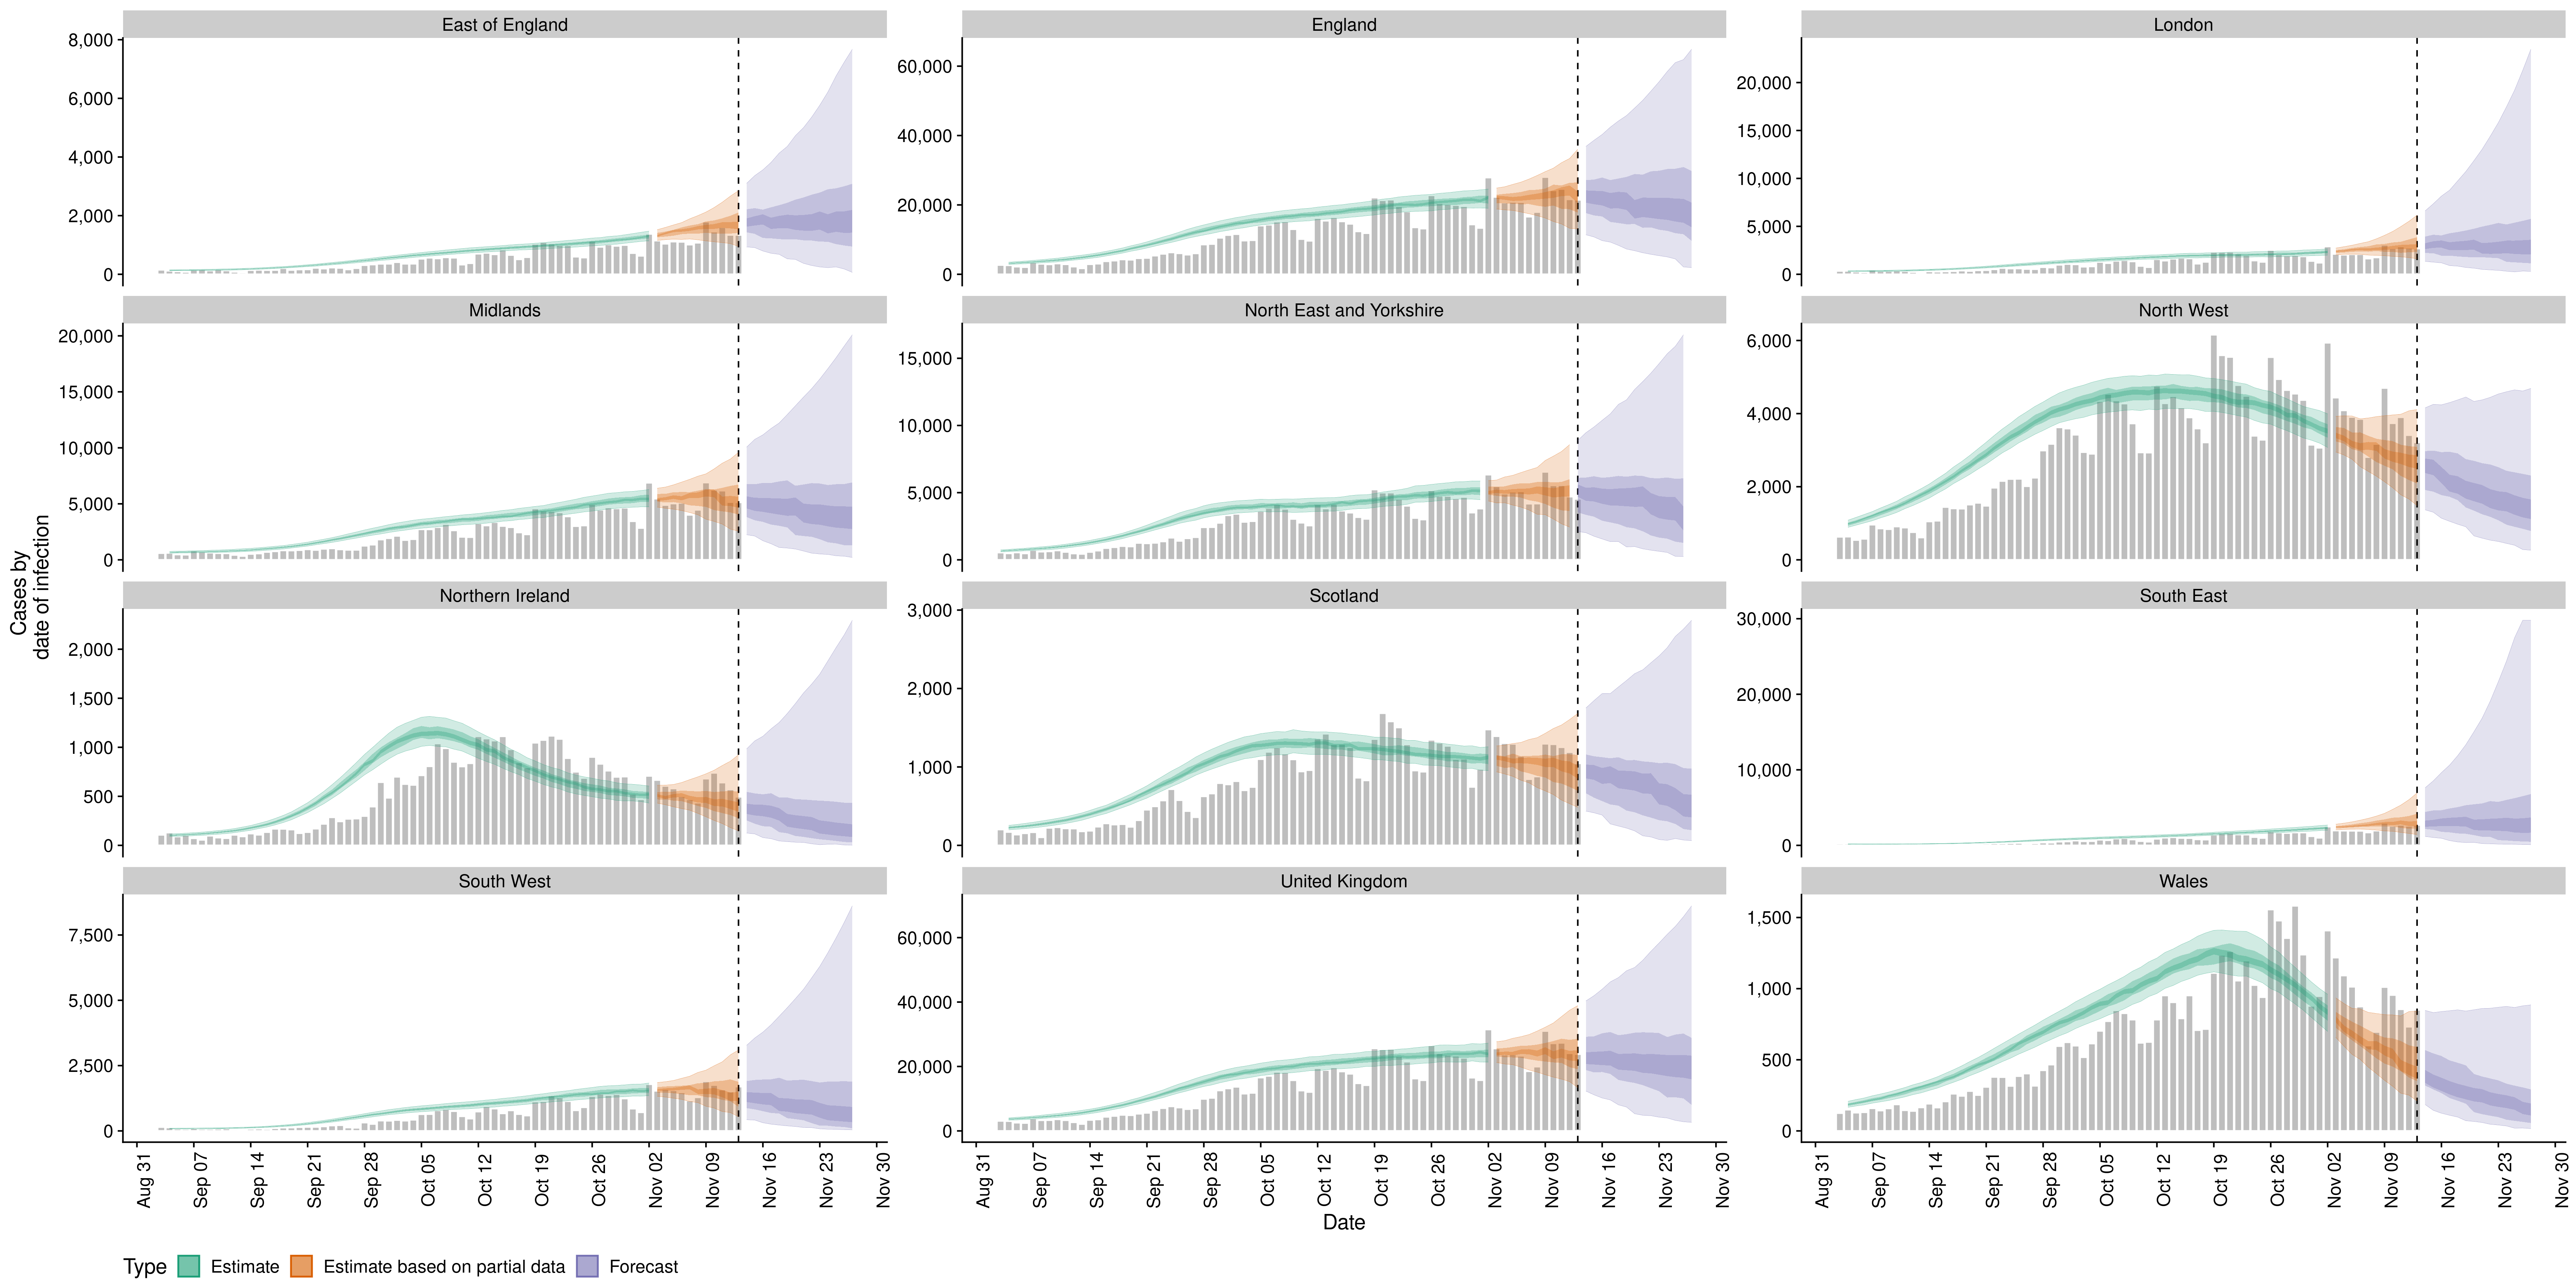 East of England
England
London
8,000
6,000
4,000
2,000
0
60,000
40,000
20,000
0
20,000
15,000
10,000
5,000
0
Midlands
North East and Yorkshire
North West
20,000
15,000
10,000
5,000
0
15,000
10,000
5,000
0
6,000
4,000
2,000
0
Cases by
date of infection
Northern Ireland
Scotland
South East
2,000
1,500
1,000
500
0
3,000
2,000
1,000
0
30,000
20,000
10,000
0
South West
United Kingdom
Wales
7,500
5,000
2,500
0
60,000
40,000
20,000
0
1,500
1,000
500
0
Aug 31
Sep 07
Sep 14
Sep 21
Sep 28
Oct 05
Oct 12
Oct 19
Oct 26
Nov 02
Nov 09
Nov 16
Nov 23
Nov 30
Aug 31
Sep 07
Sep 14
Sep 21
Sep 28
Oct 05
Oct 12
Oct 19
Oct 26
Nov 02
Nov 09
Nov 16
Nov 23
Nov 30
Aug 31
Sep 07
Sep 14
Sep 21
Sep 28
Oct 05
Oct 12
Oct 19
Oct 26
Nov 02
Nov 09
Nov 16
Nov 23
Nov 30
Date
Type Estimate Estimate based on partial data Forecast